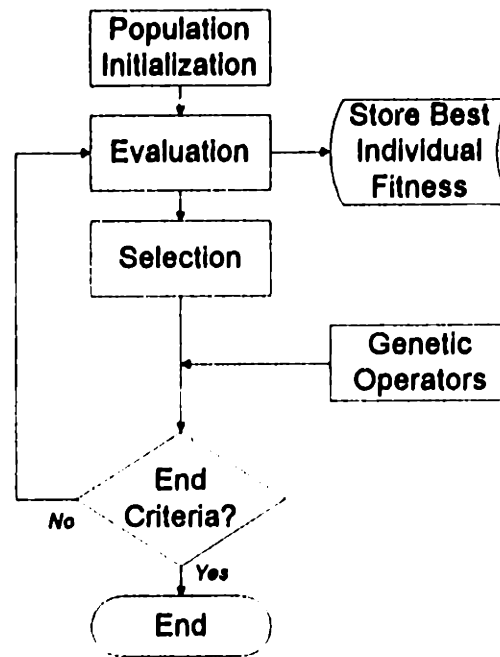 Population
Initialization
Evaluation
Store Best
Individual
Fitness
Selection
Genetic
Operators
End
Criteria?
No
Yes
End